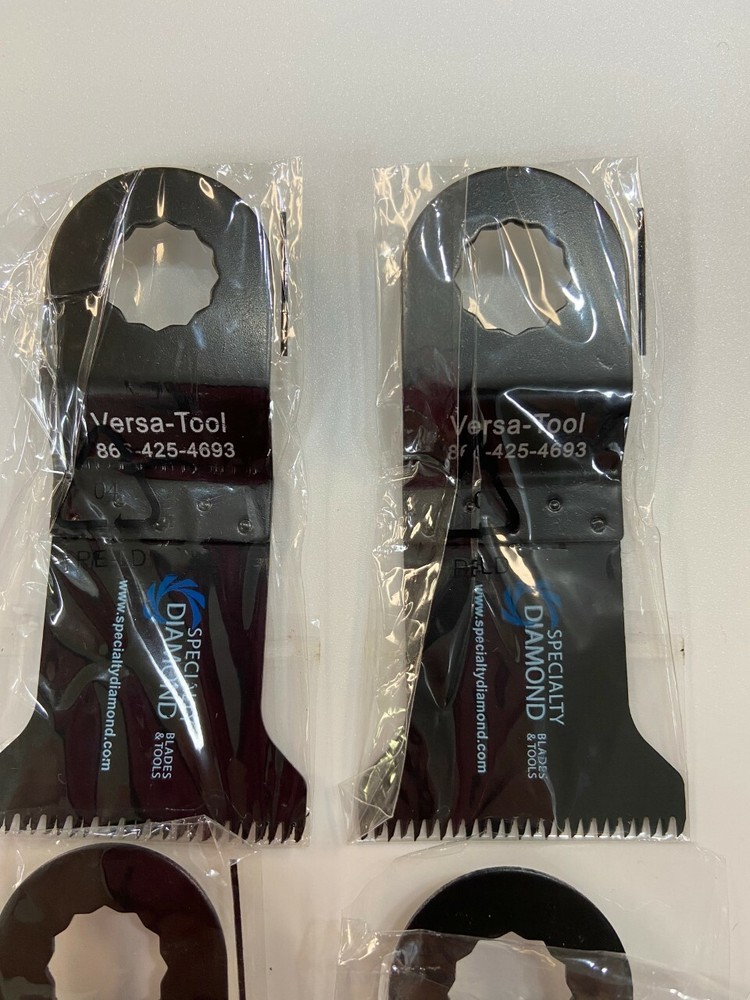 Versa-Tool
-425-4693
04
SPECIALTY
DIAMOND
BLADES
& TOOLS
www.specialtydiamond.com
Versa-Tool
-425-4693
SPECIALTY
DIAMOND
BLADES
& TOOLS
www.specialtydiamond.com